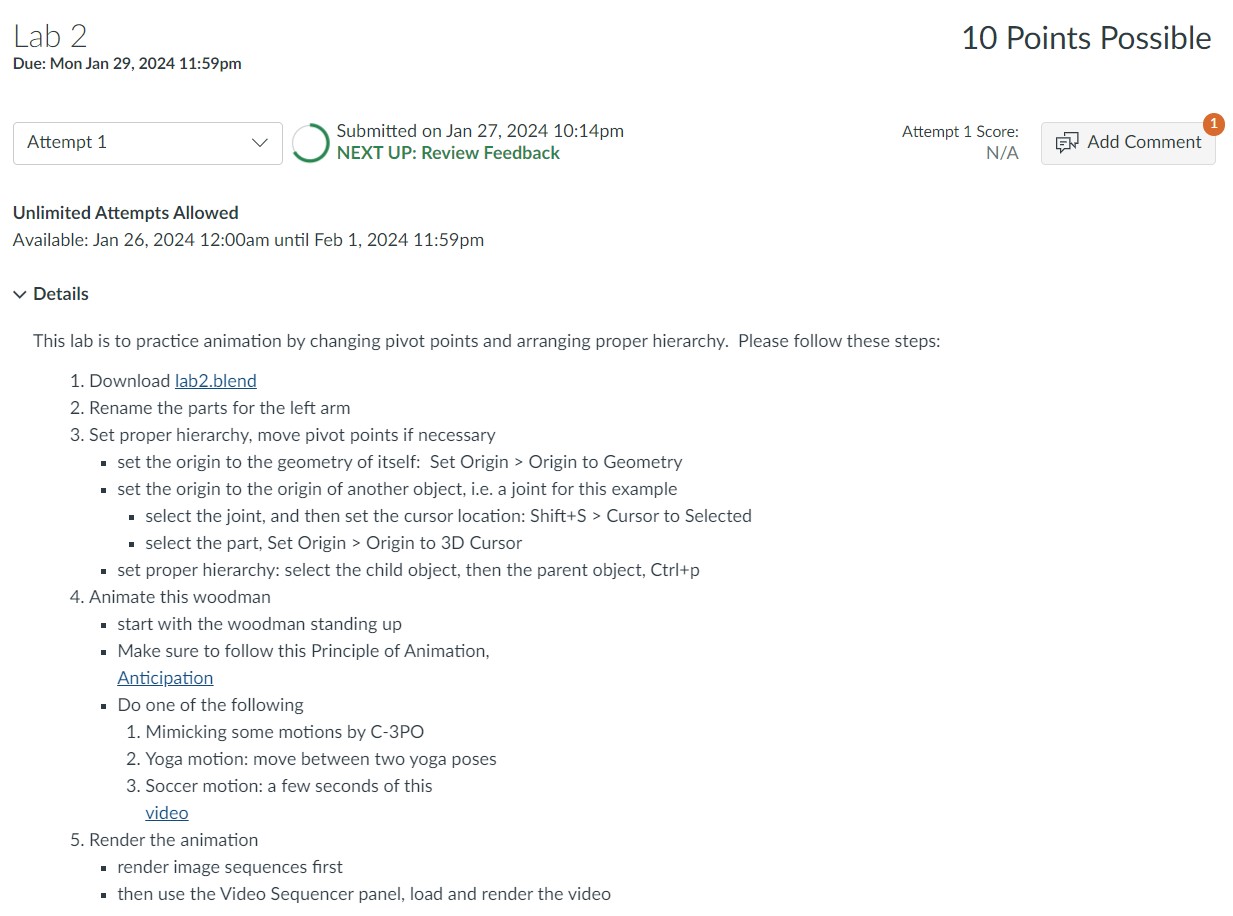 Lab 2
10 Points Possible
Due: Mon Jan 29, 2024 11:59pm
Attempt 1
Submitted on Jan 27, 2024 10:14pm
NEXT UP: Review Feedback
Attempt 1 Score:
N/A
Add Comment
1
Unlimited Attempts Allowed
Available: Jan 26, 2024 12:00am until Feb 1, 2024 11:59pm
Details
This lab is to practice animation by changing pivot points and arranging proper hierarchy.  Please follow these steps:
1. Download lab2.blend
2. Rename the parts for the left arm
3. Set proper hierarchy, move pivot points if necessary
▪ set the origin to the geometry of itself:  Set Origin > Origin to Geometry
▪ set the origin to the origin of another object, i.e. a joint for this example
▪ select the joint, and then set the cursor location: Shift+S > Cursor to Selected
▪ select the part, Set Origin > Origin to 3D Cursor
▪ set proper hierarchy: select the child object, then the parent object, Ctrl+p
4. Animate this woodman
▪ start with the woodman standing up
▪ Make sure to follow this Principle of Animation,
Anticipation
▪ Do one of the following
1. Mimicking some motions by C-3PO
2. Yoga motion: move between two yoga poses
3. Soccer motion: a few seconds of this
video
5. Render the animation
▪ render image sequences first
▪ then use the Video Sequencer panel, load and render the video